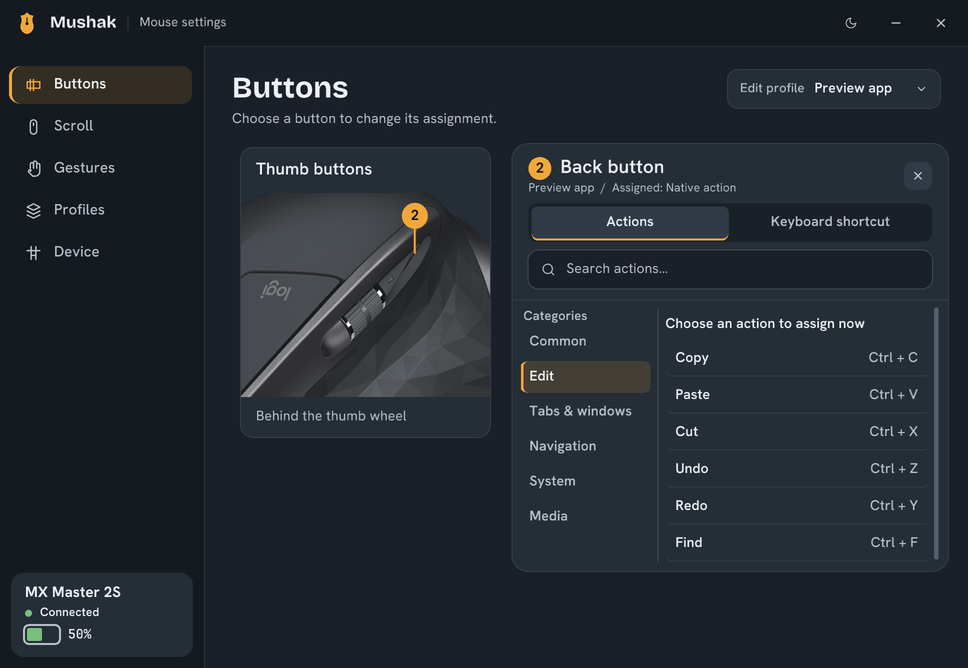 Mushak
Mouse settings
Buttons
Scroll
Gestures
Profiles
Device
MX Master 2S
Connected
50%
Buttons
Choose a button to change its assignment.
Edit profile Preview app
Thumb buttons
2
logi
Behind the thumb wheel
2 Back button
Preview app / Assigned: Native action
Actions
Keyboard shortcut
Search actions...
Categories
Common
Edit
Tabs & windows
Navigation
System
Media
Choose an action to assign now
Copy Ctrl + C
Paste Ctrl + V
Cut Ctrl + X
Undo Ctrl + Z
Redo Ctrl + Y
Find Ctrl + F